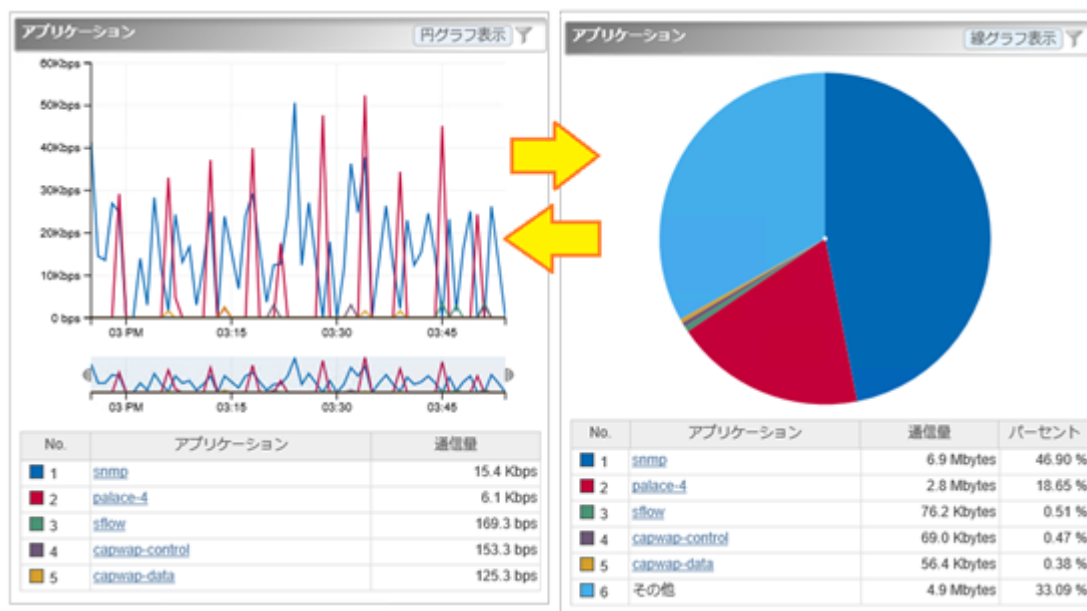 アプリケーション
円グラフ表示
60Kbps
50Kbps
40Kbps
30Kbps
20Kbps
10Kbps
0 bps
03 PM 03:15 03:30 03:45
03 PM 03:15 03:30 03:45
No. アプリケーション 通信量
1 snmp 15.4 Kbps
2 palace-4 6.1 Kbps
3 sflow 169.3 bps
4 capwap-control 153.3 bps
5 capwap-data 125.3 bps
アプリケーション
線グラフ表示
No. アプリケーション 通信量 パーセント
1 snmp 6.9 Mbytes 46.90 %
2 palace-4 2.8 Mbytes 18.65 %
3 sflow 76.2 Kbytes 0.51 %
4 capwap-control 69.0 Kbytes 0.47 %
5 capwap-data 56.4 Kbytes 0.38 %
6 その他 4.9 Mbytes 33.09 %